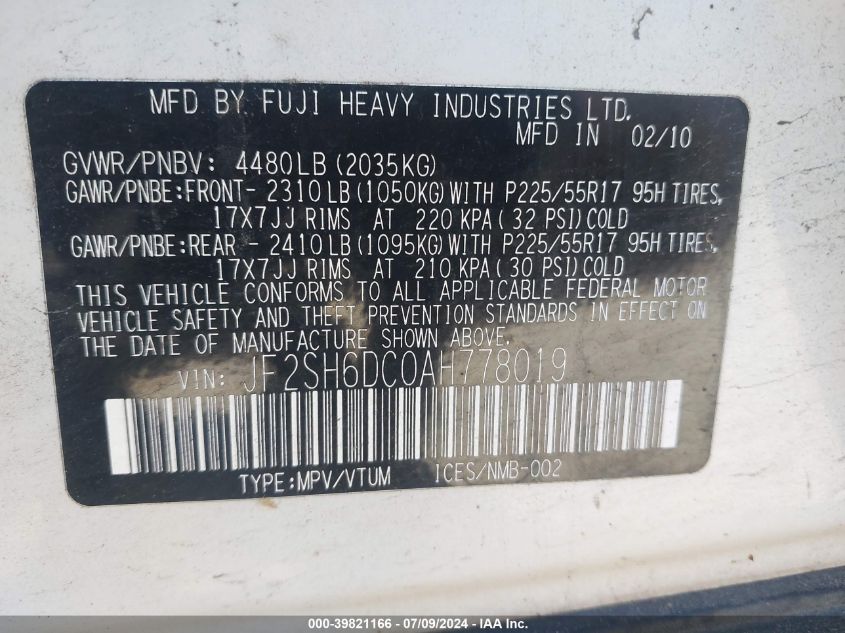 MFD BY FUJI HEAVY INDUSTRIES LTD.
MFD IN 02/10
GVWR/PNBV: 4480LB (2035KG)
GAWR/PNBE:FRONT- 2310LB (1050KG) WITH P225/55R17 95H TIRES,
17X7JJ RIMS AT 220 KPA (32 PSI) COLD
GAWR/PNBE:REAR - 2410LB (1095KG) WITH P225/55R17 95H TIRES,
17X7JJ RIMS AT 210 KPA (30 PSI) COLD
THIS VEHICLE CONFORMS TO ALL APPLICABLE FEDERAL MOTOR
VEHICLE SAFETY AND THEFT PREVENTION STANDARDS IN EFFECT ON
THE DATE OF MANUFACTURE SHOWN ABOVE.
VIN: JF2SH6DC0AH778019
TYPE:MPV/VTUM ICES/NMB-002
000-39821166 - 07/09/2024 - IAA, Inc.